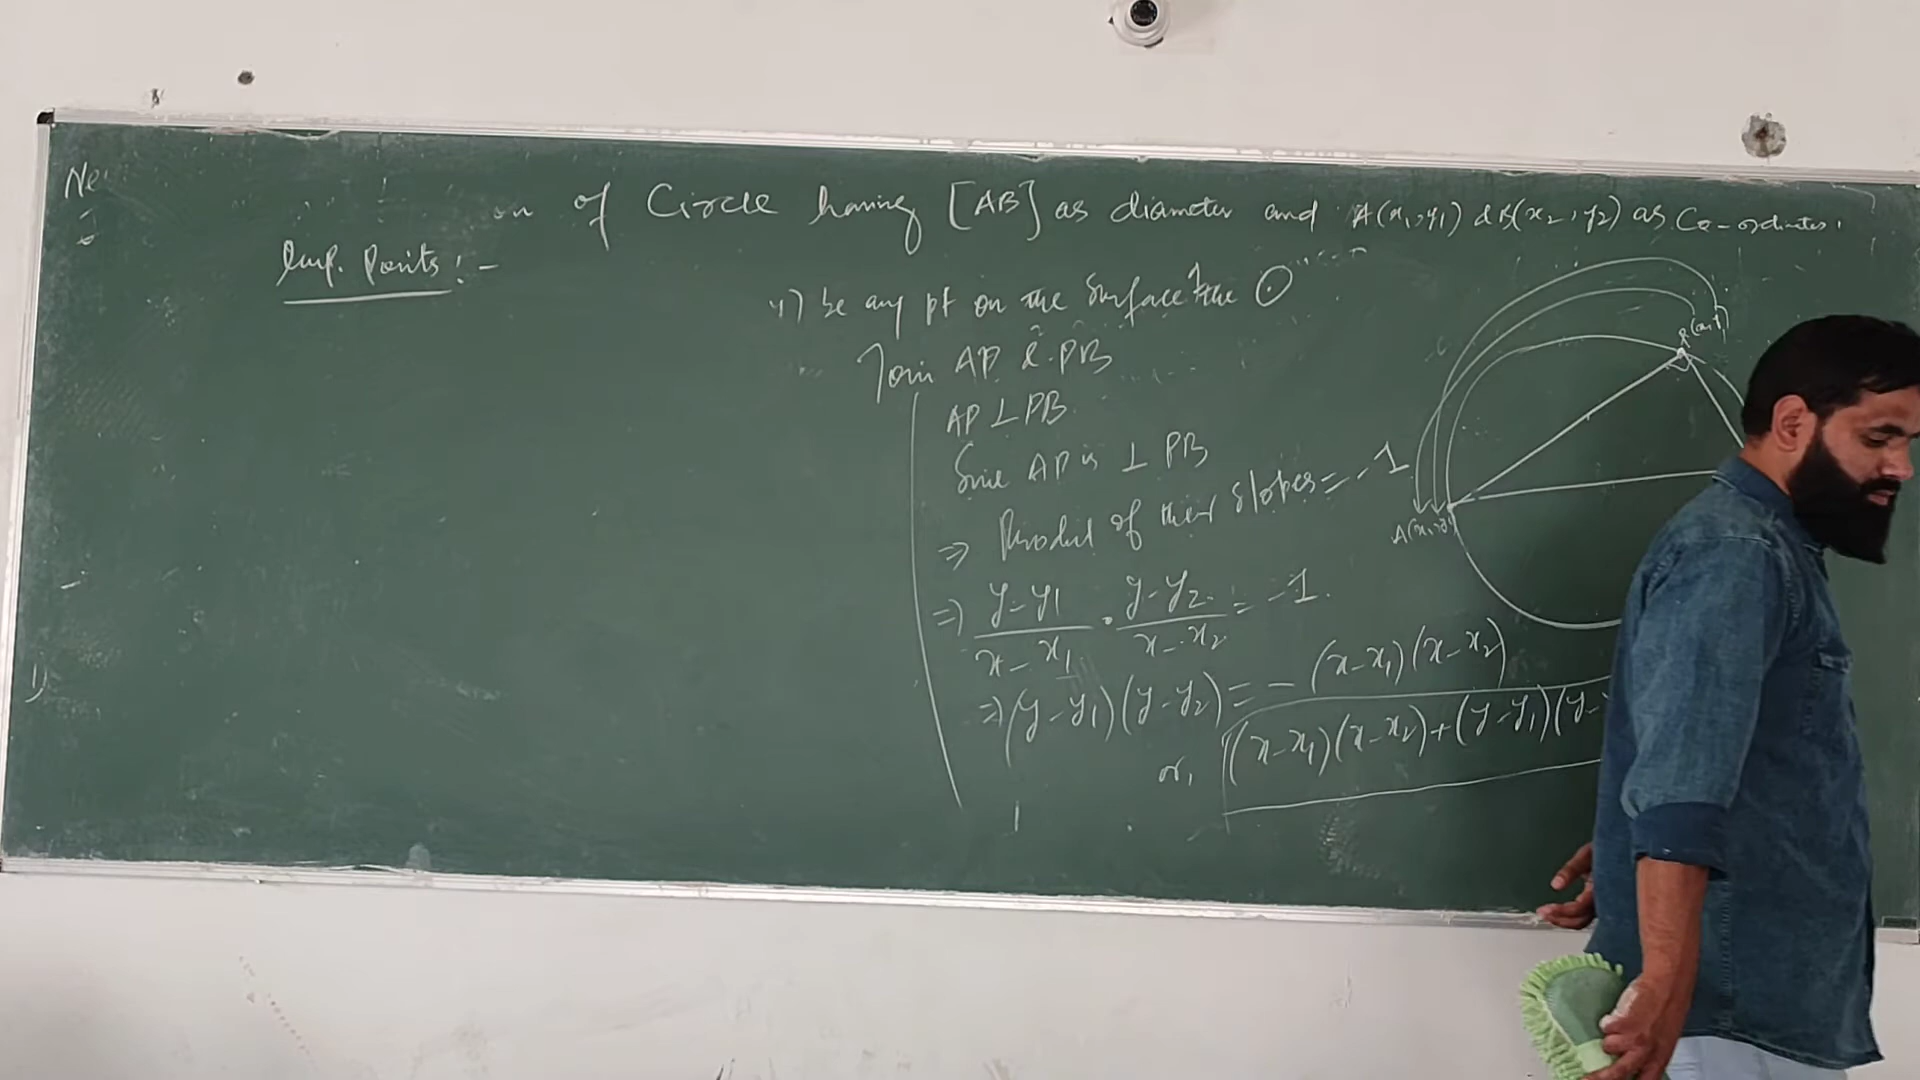 Ne
of Circle having [AB] as diameter and A(x₁,y₁) & B(x₂,y₂) as Co-ordinates.
Imp. Points:-
y) be any pt on the Surface of the ⊙
Join AP & PB
AP ⊥ PB
Since AP is ⊥ PB
⇒ Product of their slopes = -1
⇒ (y-y₁)/(x-x₁) · (y-y₂)/(x-x₂) = -1.
⇒ (y-y₁)(y-y₂) = -(x-x₁)(x-x₂)
or, (x-x₁)(x-x₂)+(y-y₁)(y-
1)